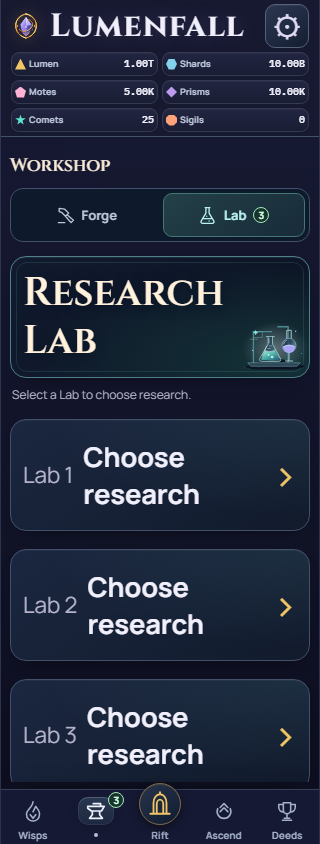 LUMENFALL
Lumen 1.00T
Shards 10.00B
Motes 5.00K
Prisms 10.00K
Comets 25
Sigils 0
WORKSHOP
Forge
Lab 3
RESEARCH
LAB
Select a Lab to choose research.
Lab 1 Choose
research
Lab 2 Choose
research
Lab 3 Choose
research
3
Wisps
Rift
Ascend
Deeds